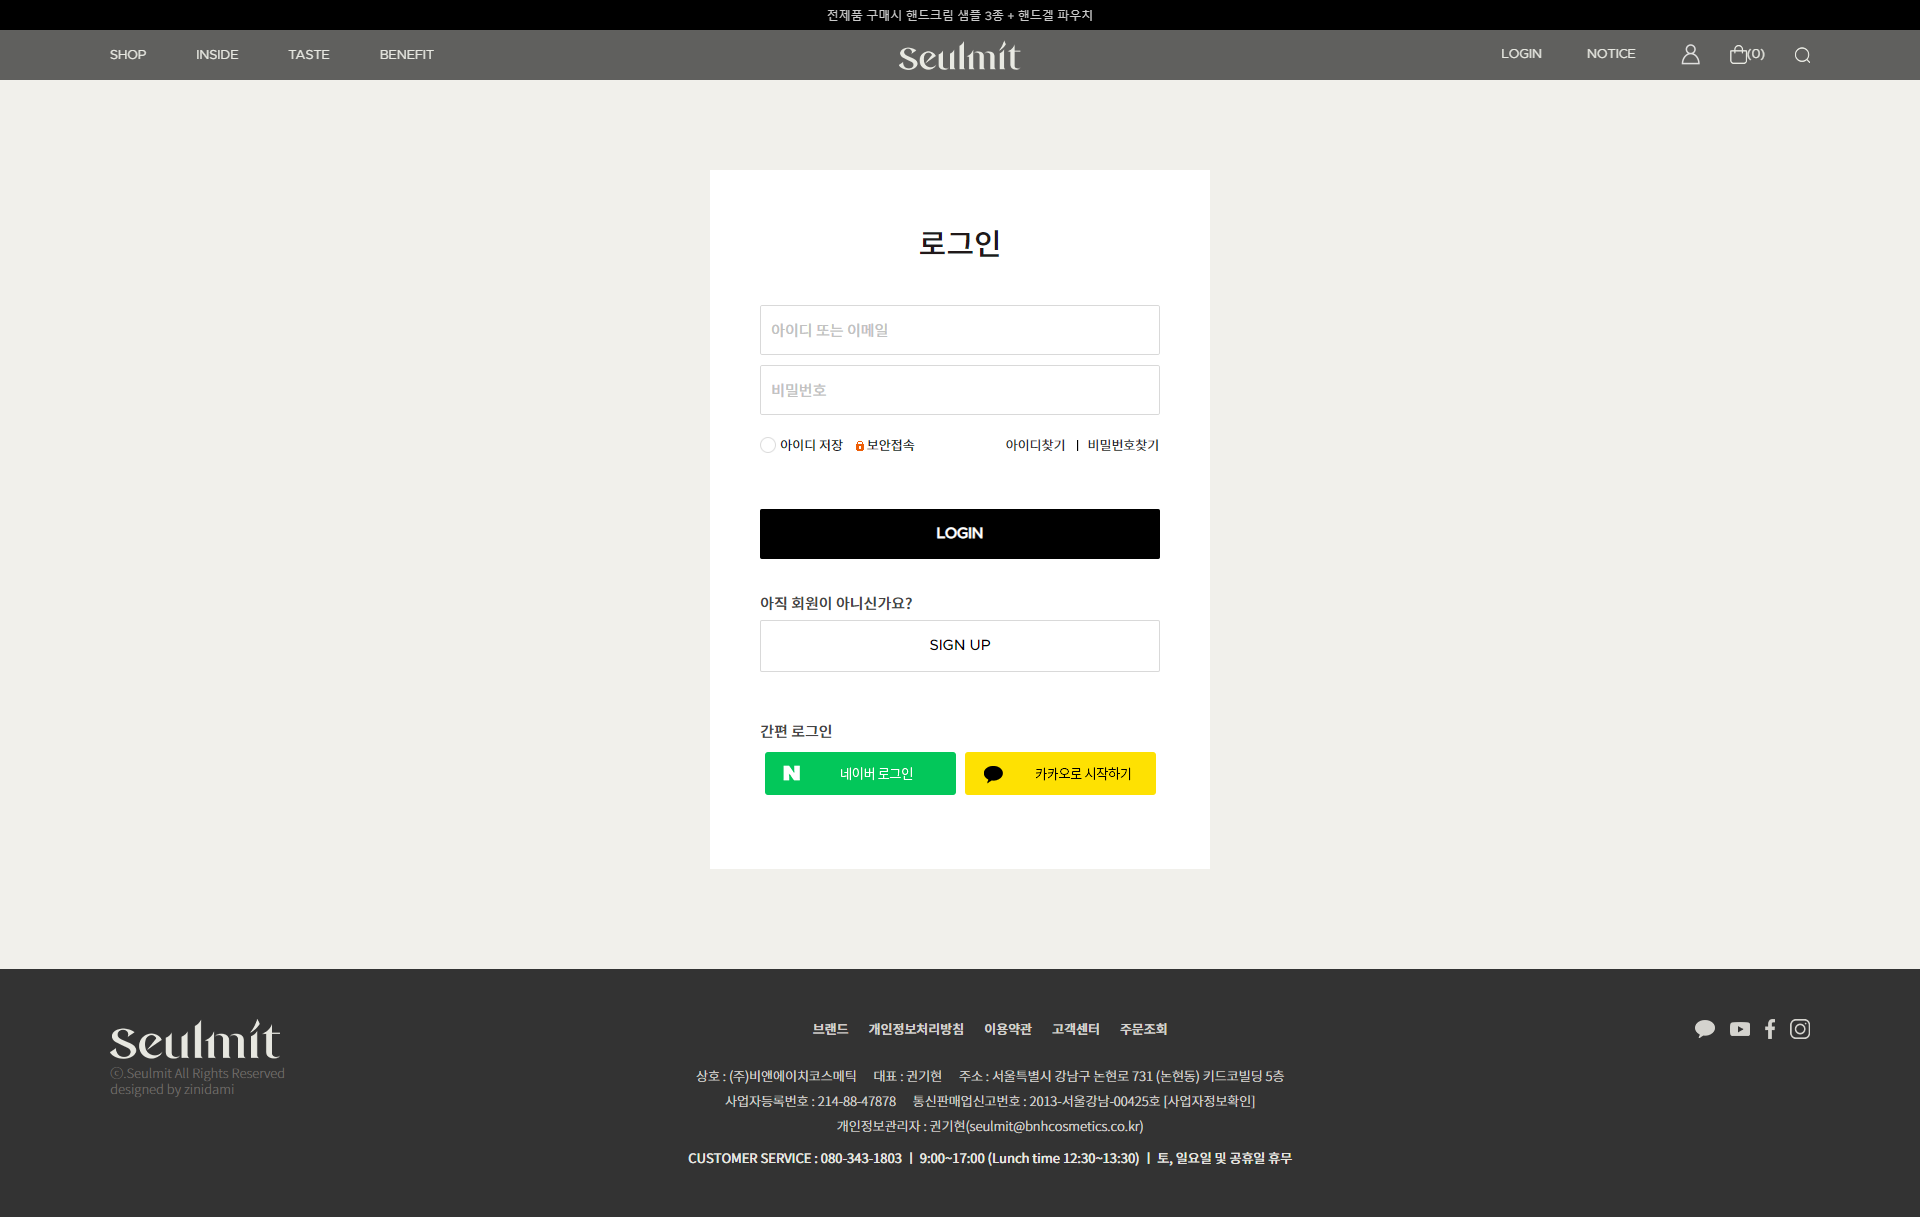 전제품 구매시 핸드크림 샘플 3종 + 핸드겔 파우치
SHOP INSIDE TASTE BENEFIT Seulmit LOGIN NOTICE (0)
로그인
아이디 또는 이메일
비밀번호
아이디 저장 보안접속 아이디찾기 | 비밀번호찾기
LOGIN
아직 회원이 아니신가요?
SIGN UP
간편 로그인
N 네이버 로그인 카카오로 시작하기
Seulmit
ⓒ.Seulmit All Rights Reserved
designed by zinidami
브랜드 개인정보처리방침 이용약관 고객센터 주문조회
상호 : (주)비앤에이치코스메틱 대표 : 권기현 주소 : 서울특별시 강남구 논현로 731 (논현동) 키드코빌딩 5층
사업자등록번호 : 214-88-47878 통신판매업신고번호 : 2013-서울강남-00425호 [사업자정보확인]
개인정보관리자 : 권기현(seulmit@bnhcosmetics.co.kr)
CUSTOMER SERVICE : 080-343-1803 | 9:00~17:00 (Lunch time 12:30~13:30) | 토, 일요일 및 공휴일 휴무